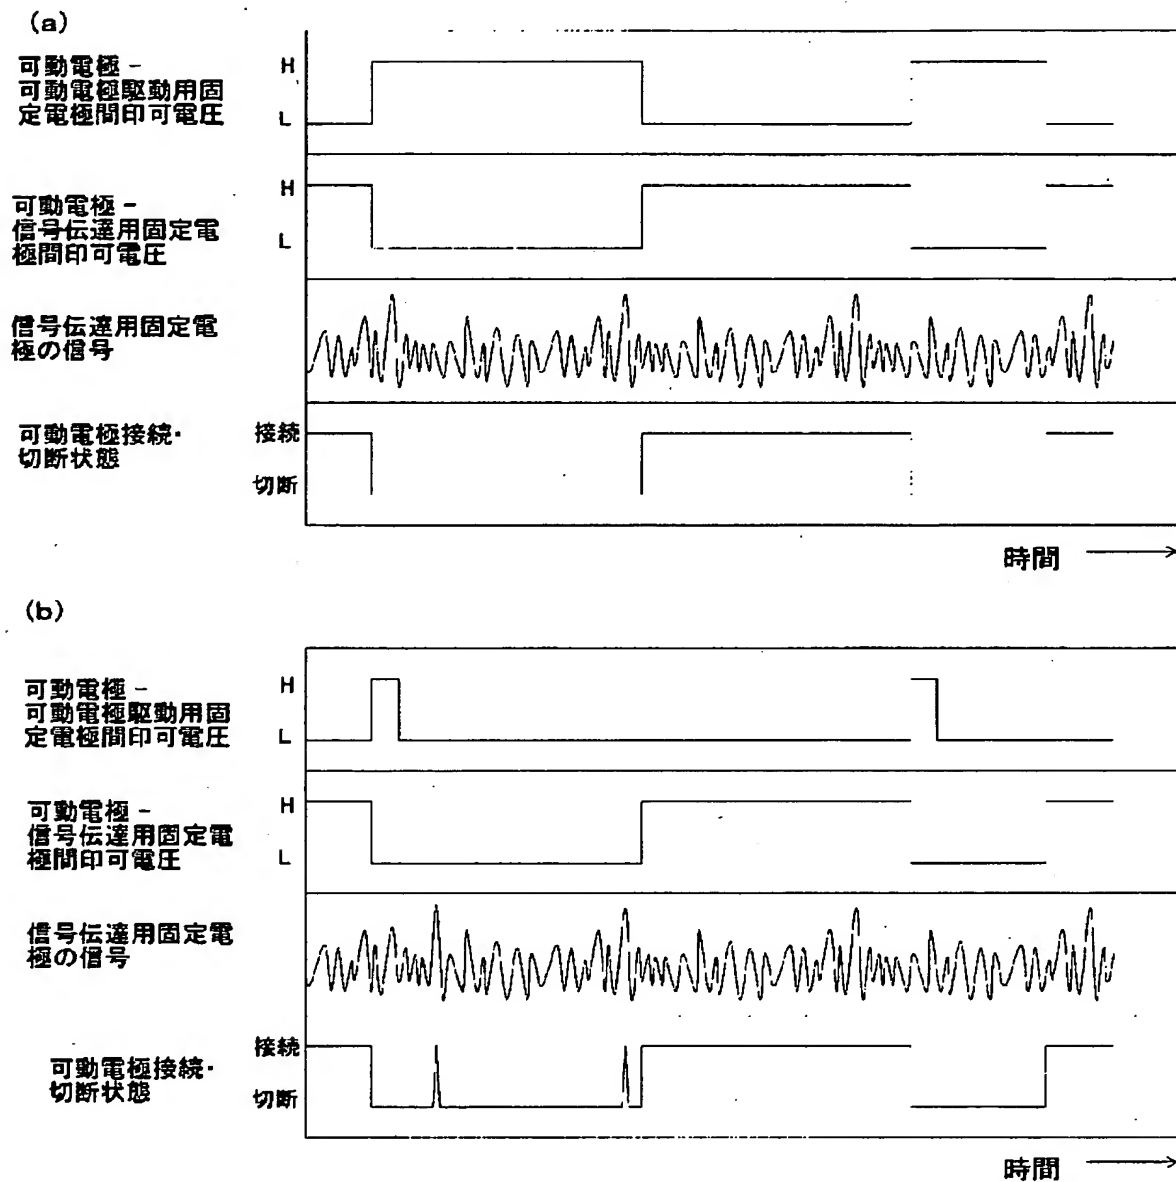 (a)
可動電極 -
可動電極駆動用固
定電極間印可電圧
H
L
可動電極 -
信号伝達用固定電
極間印可電圧
H
L
信号伝達用固定電
極の信号
可動電極接続・
切断状態
接続
切断
時間
(b)
可動電極 -
可動電極駆動用固
定電極間印可電圧
H
L
可動電極 -
信号伝達用固定電
極間印可電圧
H
L
信号伝達用固定電
極の信号
可動電極接続・
切断状態
接続
切断
時間